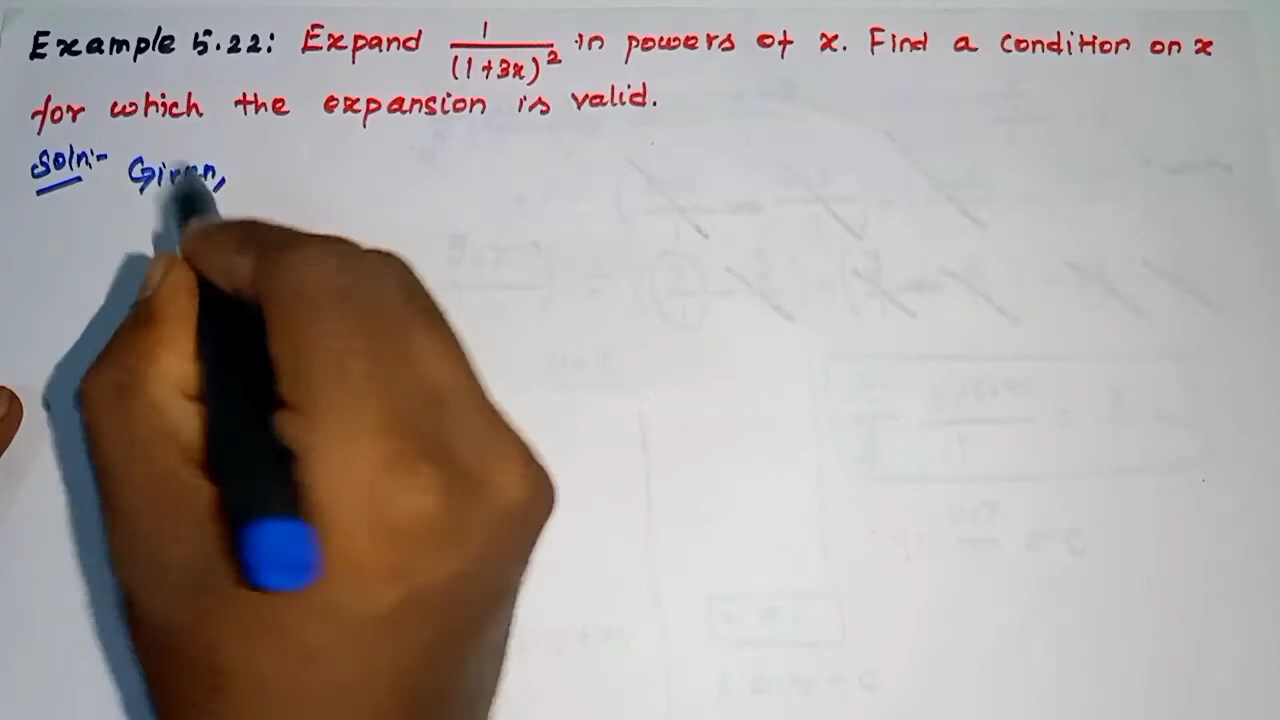 Example 5.22: Expand 1/(1+3x)² in powers of x. Find a condition on x
for which the expansion is valid.
Soln:- Given,